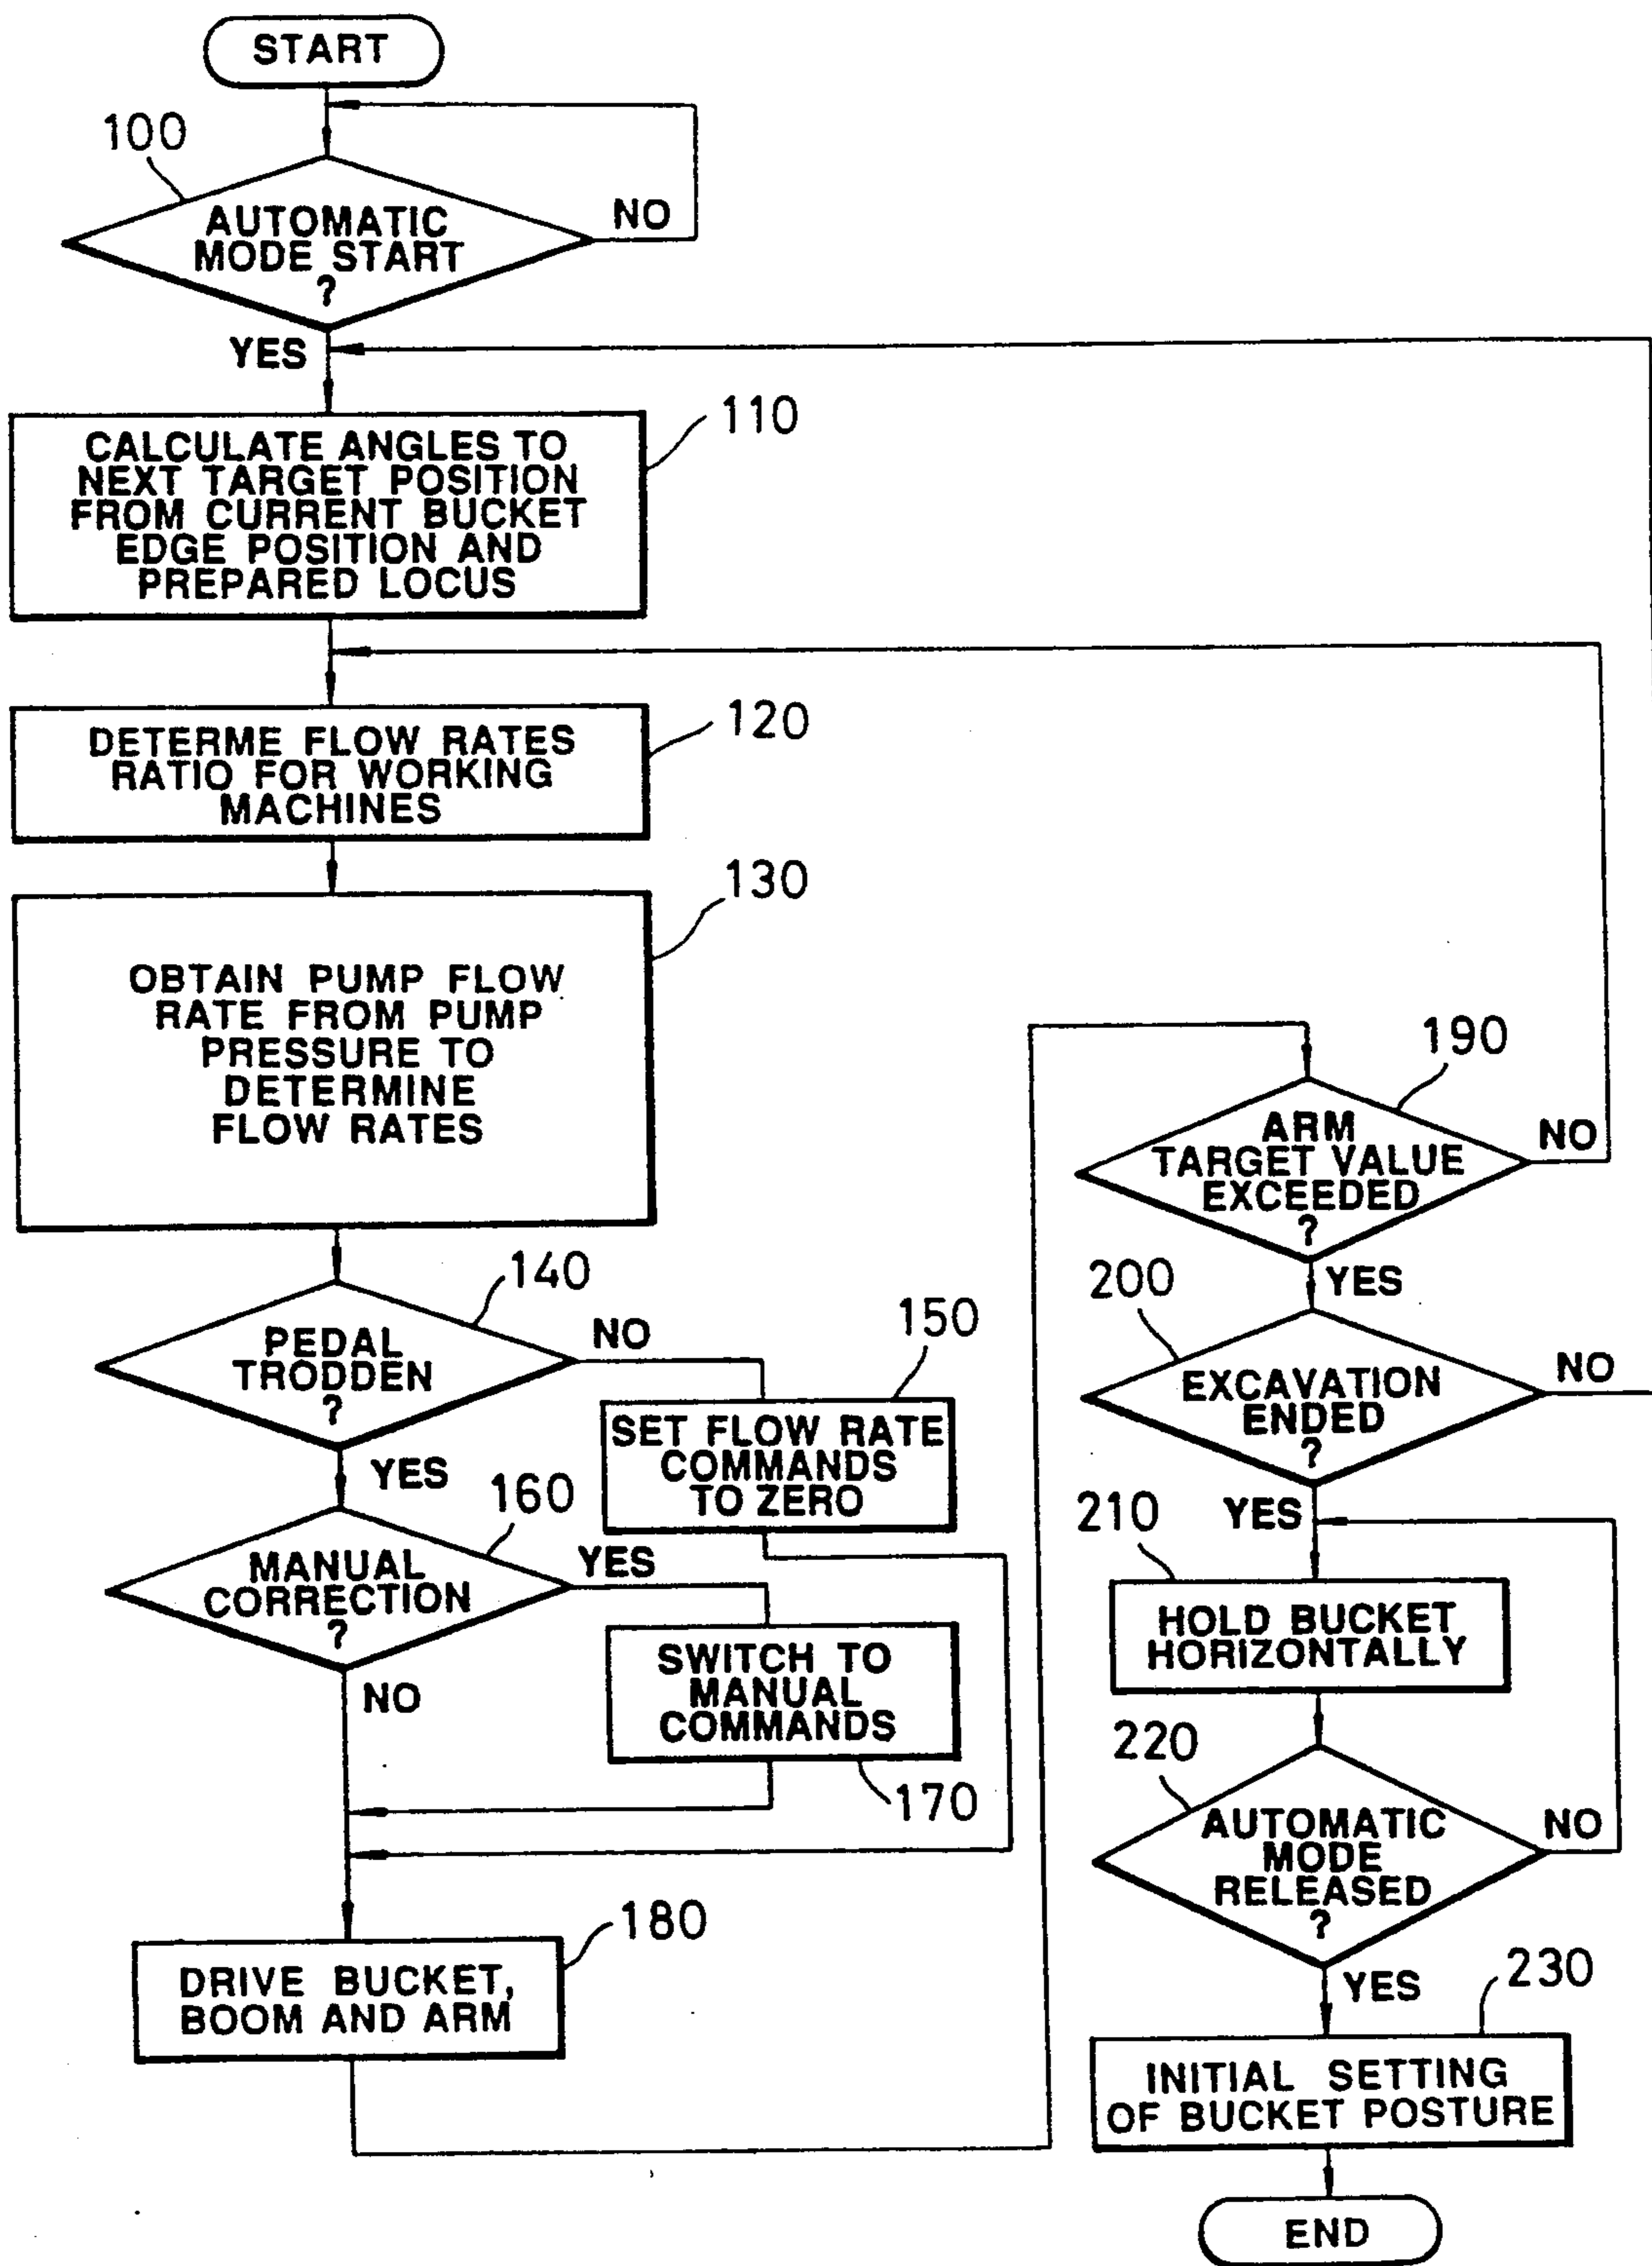 START
100
AUTOMATIC
MODE START
?
NO
YES
110
CALCULATE ANGLES TO
NEXT TARGET POSITION
FROM CURRENT BUCKET
EDGE POSITION AND
PREPARED LOCUS
120
DETERME FLOW RATES
RATIO FOR WORKING
MACHINES
130
OBTAIN PUMP FLOW
RATE FROM PUMP
PRESSURE TO
DETERMINE
FLOW RATES
140
PEDAL
TRODDEN
?
NO
YES
150
SET FLOW RATE
COMMANDS
TO ZERO
160
MANUAL
CORRECTION
?
YES
NO
SWITCH TO
MANUAL
COMMANDS
170
180
DRIVE BUCKET,
BOOM AND ARM
190
ARM
TARGET VALUE
EXCEEDED
?
NO
YES
200
EXCAVATION
ENDED
?
NO
YES
210
HOLD BUCKET
HORIZONTALLY
220
AUTOMATIC
MODE
RELEASED
?
NO
YES
230
INITIAL SETTING
OF BUCKET POSTURE
END